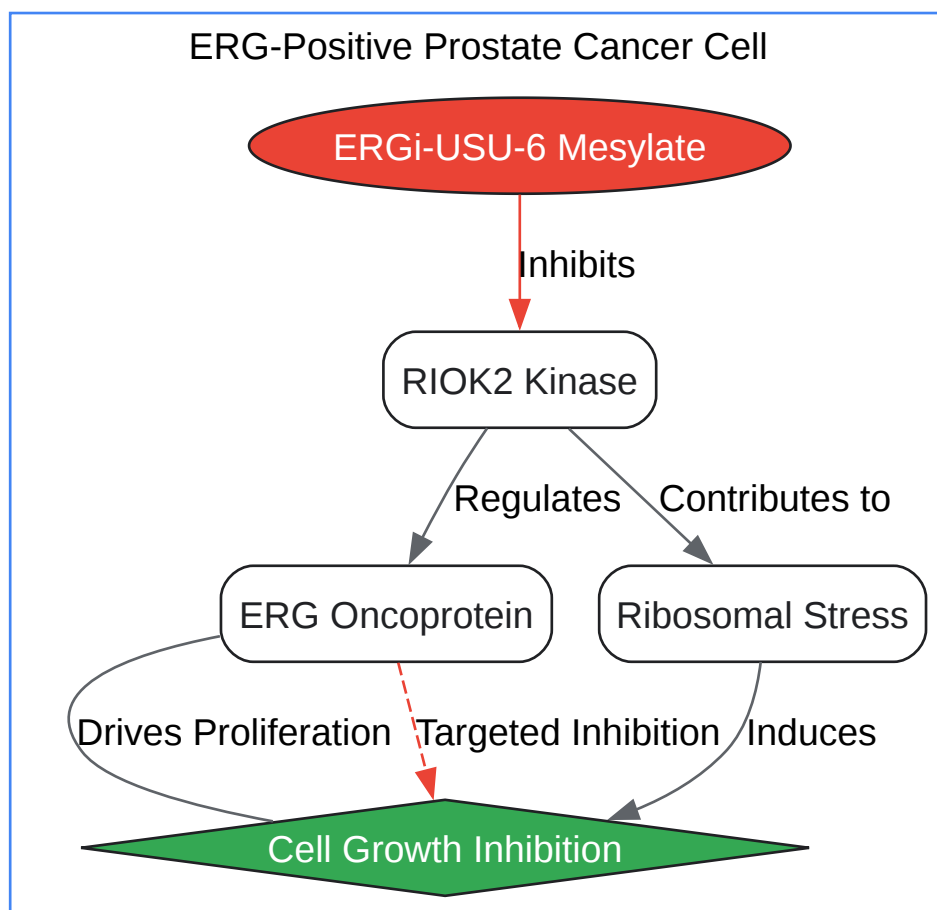 ERG-Positive Prostate Cancer Cell
ERGi-USU-6 Mesylate
Inhibits
RIOK2 Kinase
Regulates
Contributes to
ERG Oncoprotein
Ribosomal Stress
Drives Proliferation
Targeted Inhibition
Induces
Cell Growth Inhibition